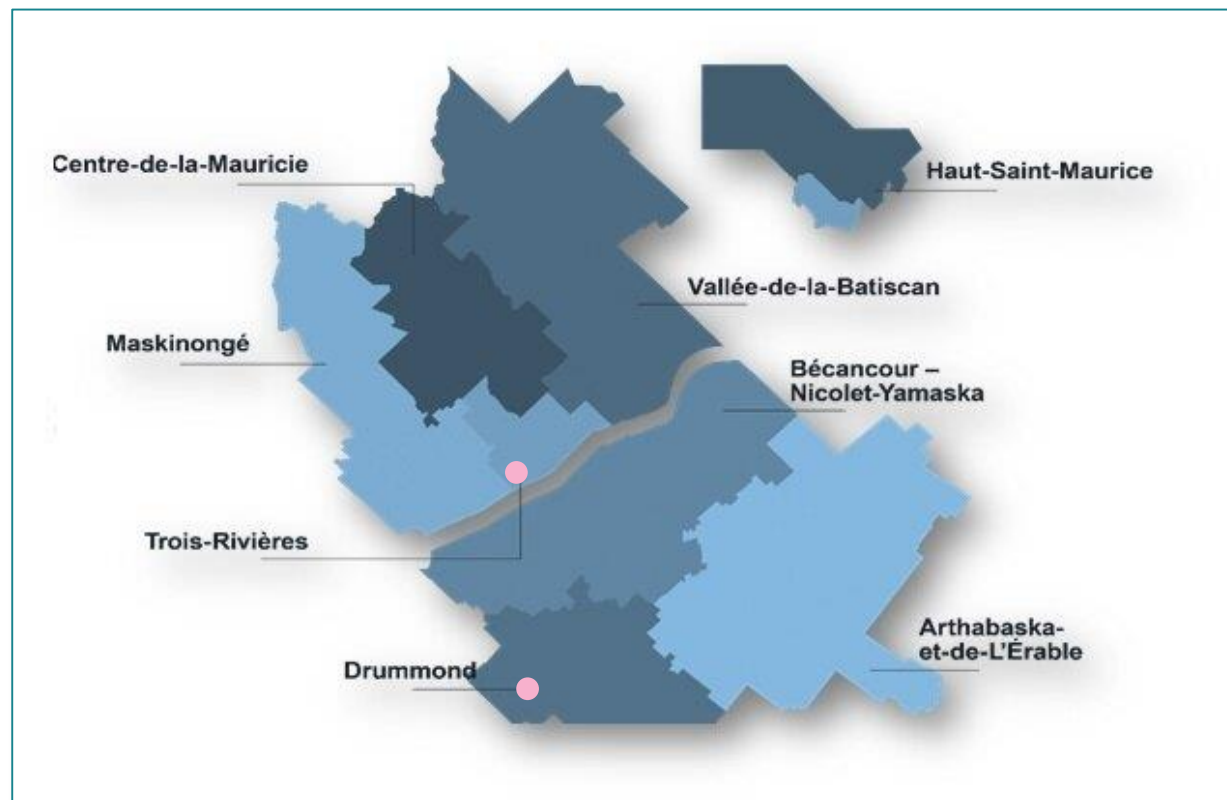 Centre-de-la-Mauricie
Haut-Saint-Maurice
Vallée-de-la-Batiscan
Maskinongé
Bécancour –
Nicolet-Yamaska
Trois-Rivières
Arthabaska-
et-de-L'Érable
Drummond